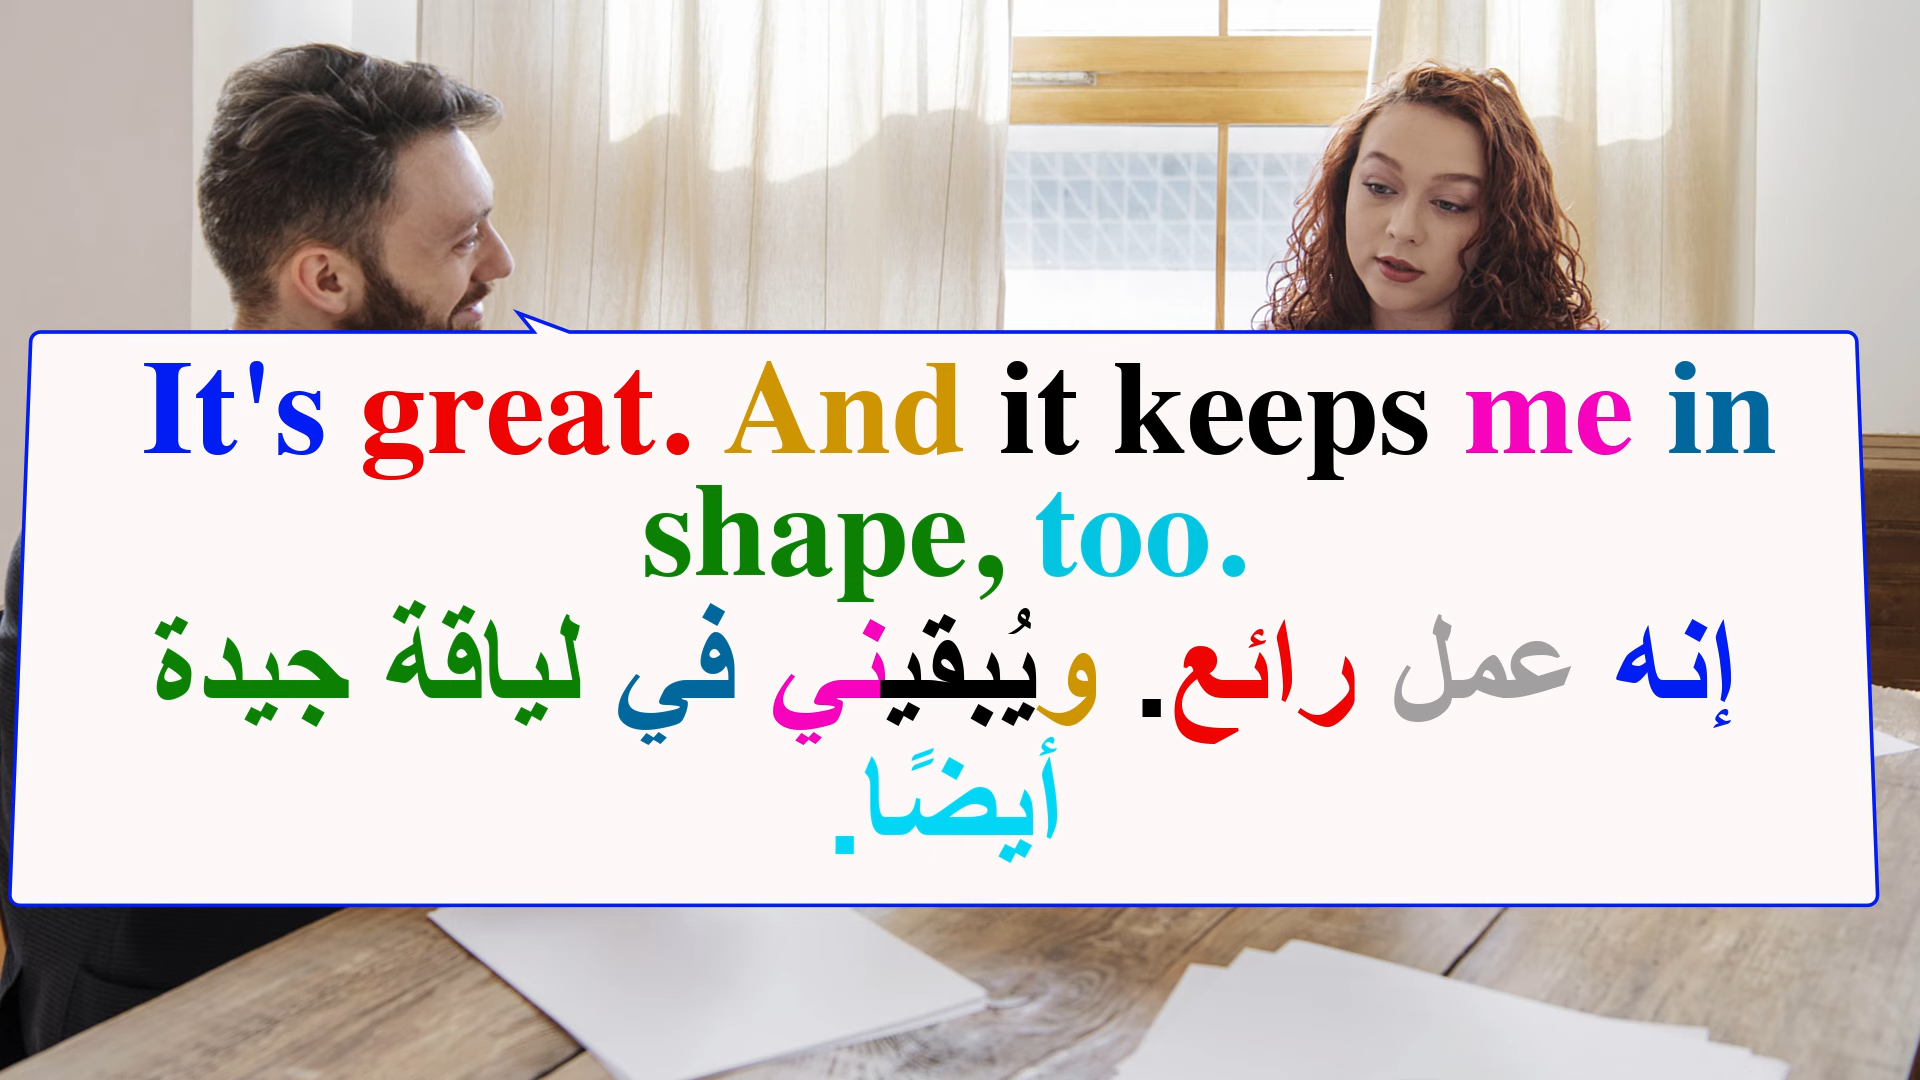 It's great. And it keeps me in
shape, too.
إنه عمل رائع. ويُبقيني في لياقة جيدة
أيضًا.